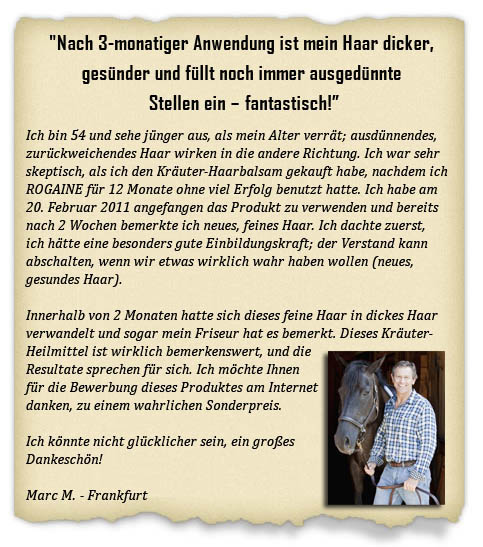 "Nach 3-monatiger Anwendung ist mein Haar dicker,
gesünder und füllt noch immer ausgedünnte
Stellen ein – fantastisch!"
Ich bin 54 und sehe jünger aus, als mein Alter verrät; ausdünnendes,
zurückweichendes Haar wirken in die andere Richtung. Ich war sehr
skeptisch, als ich den Kräuter-Haarbalsam gekauft habe, nachdem ich
ROGAINE für 12 Monate ohne viel Erfolg benutzt hatte. Ich habe am
20. Februar 2011 angefangen das Produkt zu verwenden und bereits
nach 2 Wochen bemerkte ich neues, feines Haar. Ich dachte zuerst,
ich hätte eine besonders gute Einbildungskraft; der Verstand kann
abschalten, wenn wir etwas wirklich wahr haben wollen (neues,
gesundes Haar).
Innerhalb von 2 Monaten hatte sich dieses feine Haar in dickes Haar
verwandelt und sogar mein Friseur hat es bemerkt. Dieses Kräuter-
Heilmittel ist wirklich bemerkenswert, und die
Resultate sprechen für sich. Ich möchte Ihnen
für die Bewerbung dieses Produktes am Internet
danken, zu einem wahrlichen Sonderpreis.
Ich könnte nicht glücklicher sein, ein großes
Dankeschön!
Marc M. - Frankfurt